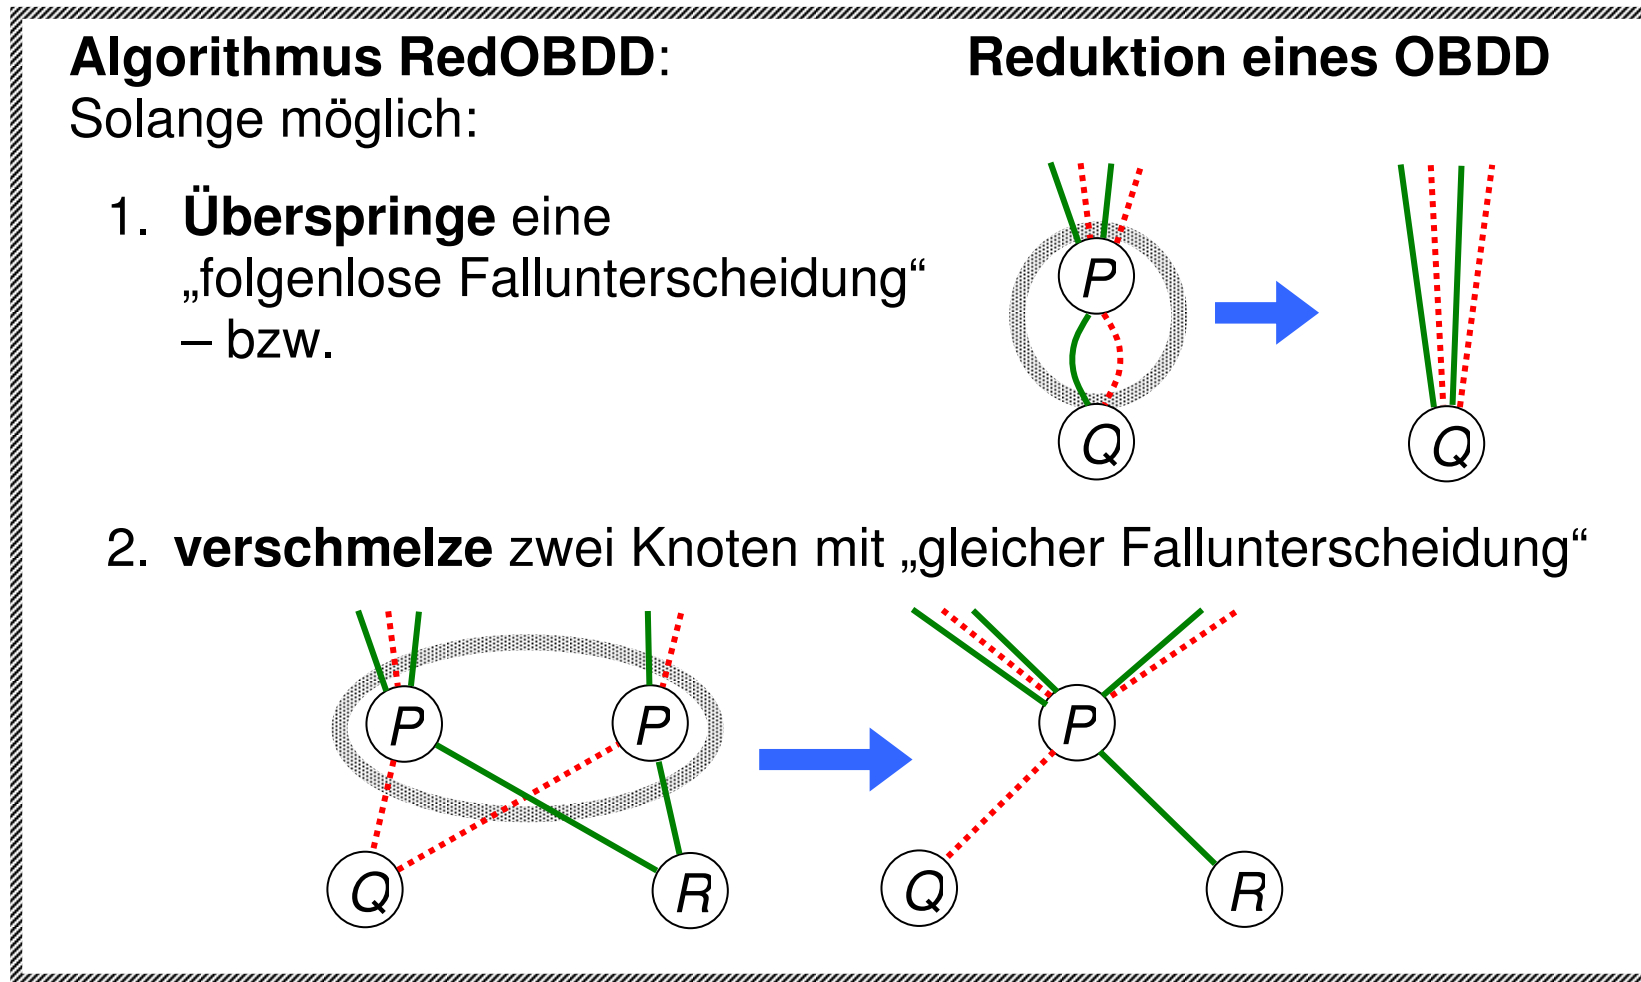 Algorithmus RedOBDD:
Reduktion eines OBDD
Solange möglich:
1. Überspringe eine
„folgenlose Fallunterscheidung“
– bzw.
P
Q
Q
2. verschmelze zwei Knoten mit „gleicher Fallunterscheidung“
P P P
Q R Q R